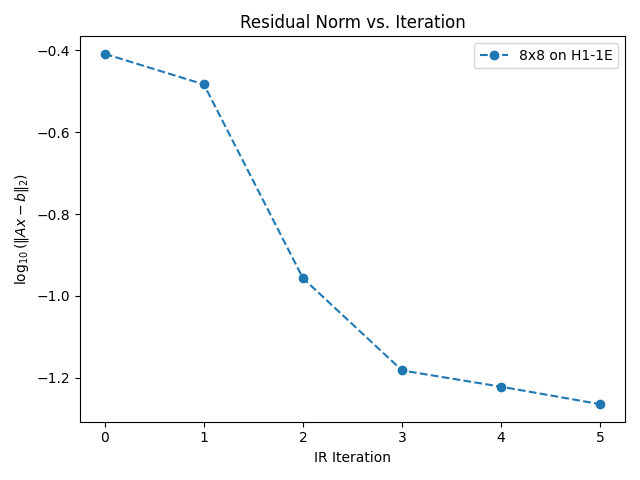 Residual Norm vs. Iteration
8x8 on H1-1E
log₁₀(‖Ax − b‖₂)
−0.4
−0.6
−0.8
−1.0
−1.2
0 1 2 3 4 5
IR Iteration